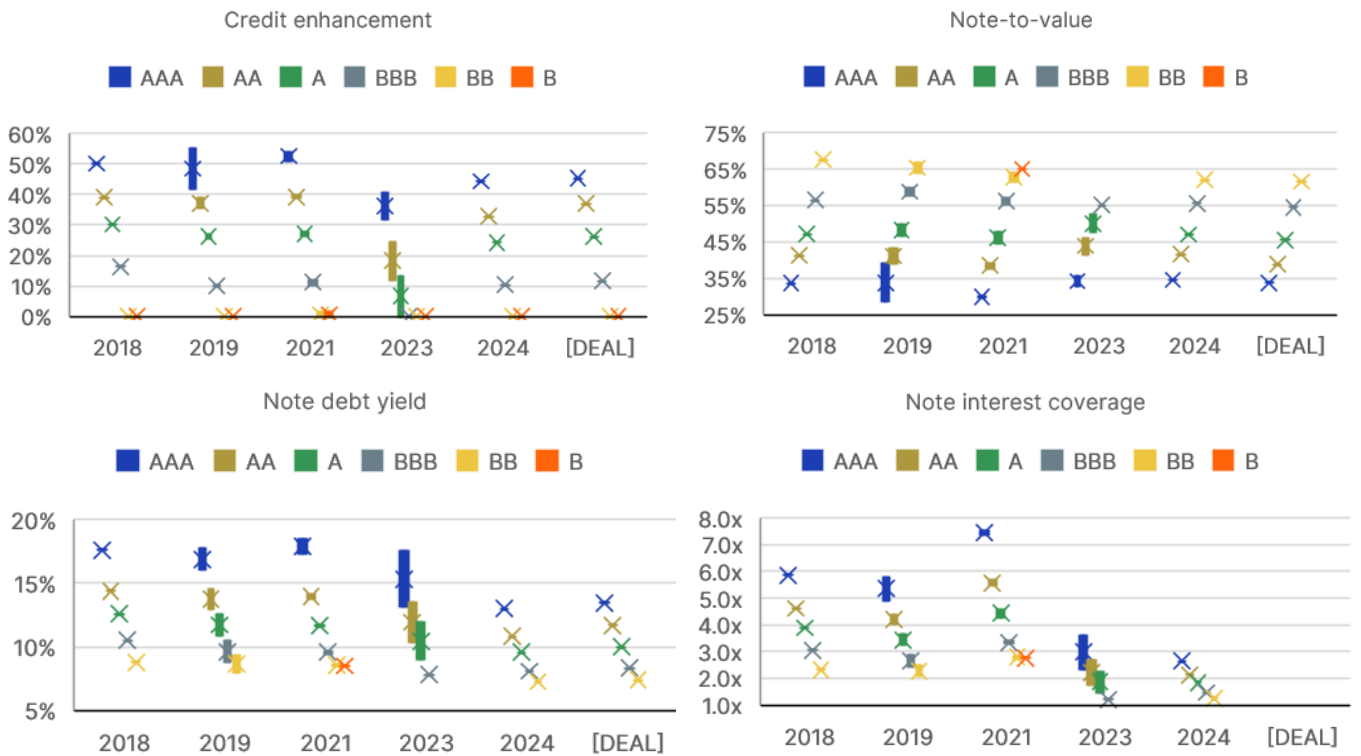 Credit enhancement
AAA AA A BBB BB B
60%
50%
40%
30%
20%
10%
0%
2018 2019 2021 2023 2024 [DEAL]
Note-to-value
AAA AA A BBB BB B
75%
65%
55%
45%
35%
25%
2018 2019 2021 2023 2024 [DEAL]
Note debt yield
AAA AA A BBB BB B
20%
15%
10%
5%
2018 2019 2021 2023 2024 [DEAL]
Note interest coverage
AAA AA A BBB BB B
8.0x
7.0x
6.0x
5.0x
4.0x
3.0x
2.0x
1.0x
2018 2019 2021 2023 2024 [DEAL]